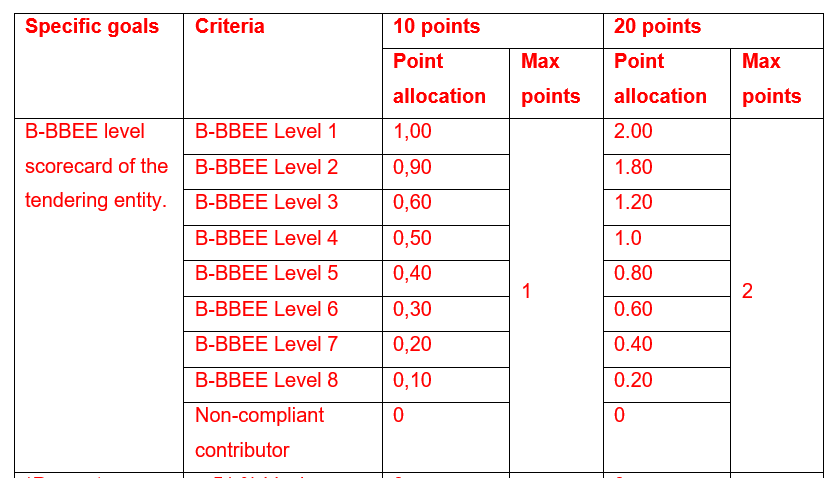 Specific goals Criteria 10 points 20 points
Point allocation Max points Point allocation Max points
B-BBEE level scorecard of the tendering entity.
B-BBEE Level 1 1,00 1 2.00 2
B-BBEE Level 2 0,90 1.80
B-BBEE Level 3 0,60 1.20
B-BBEE Level 4 0,50 1.0
B-BBEE Level 5 0,40 0.80
B-BBEE Level 6 0,30 0.60
B-BBEE Level 7 0,20 0.40
B-BBEE Level 8 0,10 0.20
Non-compliant contributor 0 0